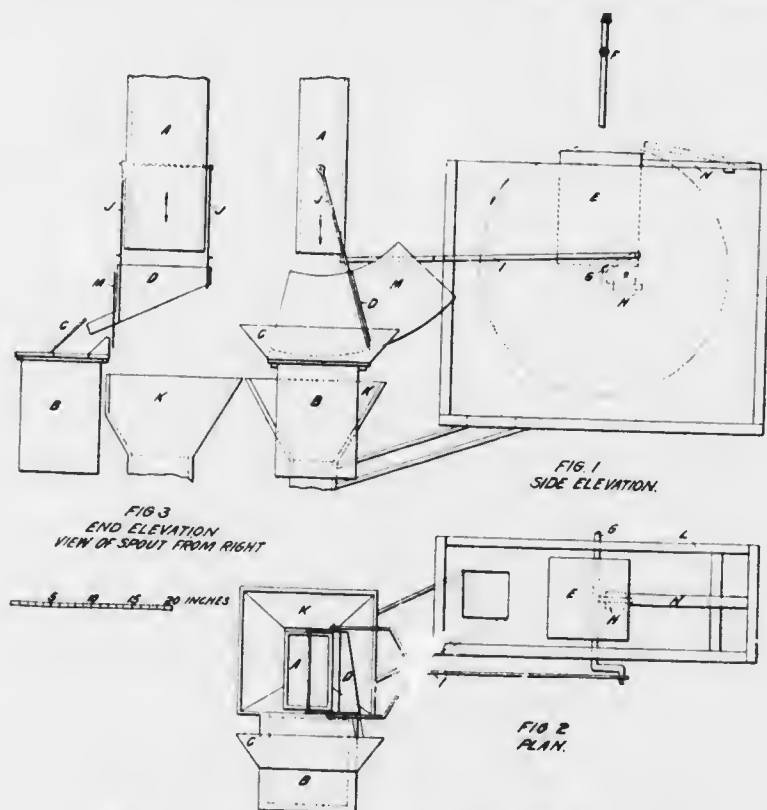 A
A
F
J
J
J
I
N
E
G
H
M
D
M
D
C
C
B
K
B
K
FIG. 1
SIDE ELEVATION.
FIG 3
END ELEVATION
VIEW OF SPOUT FROM RIGHT
5 10 15 20 INCHES
G
L
K
E
N
H
A
D
I
C
B
FIG 2
PLAN.